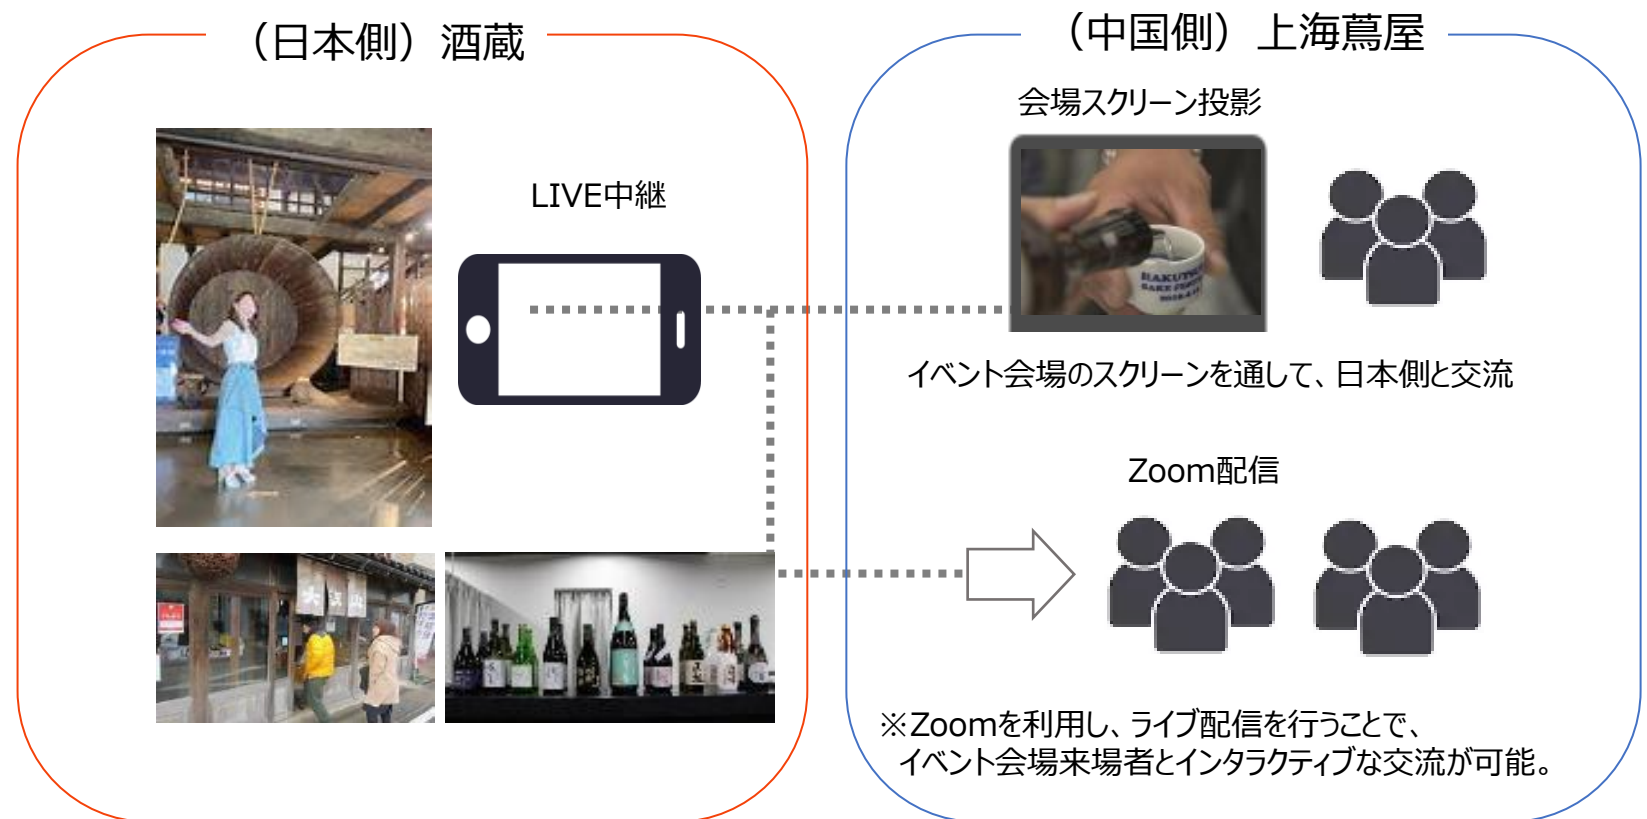 （日本側）酒蔵
（中国側）上海蔦屋
LIVE中継
会場スクリーン投影
HAKUTSURU
SAKE FESTIVAL
イベント会場のスクリーンを通して、日本側と交流
Zoom配信
※Zoomを利用し、ライブ配信を行うことで、
イベント会場来場者とインタラクティブな交流が可能。